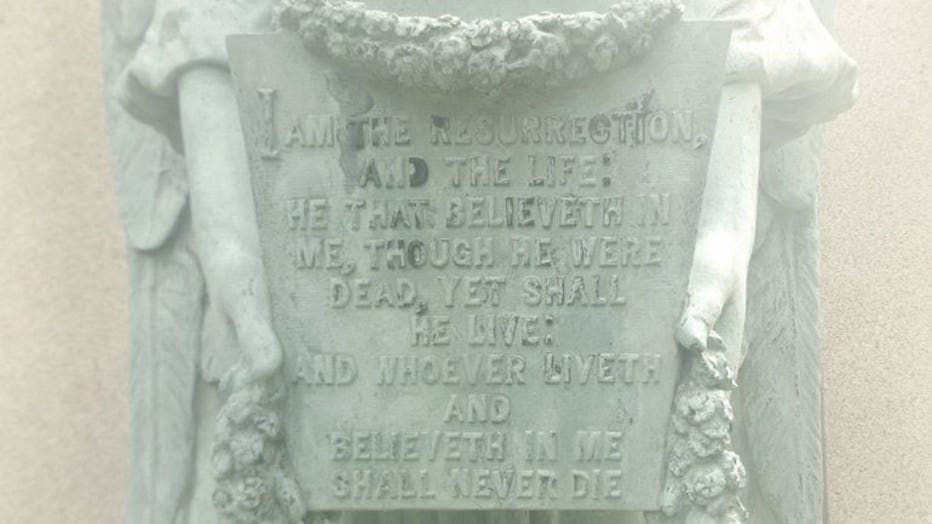 I AM THE RESURRECTION,
AND THE LIFE:
HE THAT BELIEVETH IN
ME, THOUGH HE WERE
DEAD, YET SHALL
HE LIVE:
AND WHOEVER LIVETH
AND
BELIEVETH IN ME
SHALL NEVER DIE